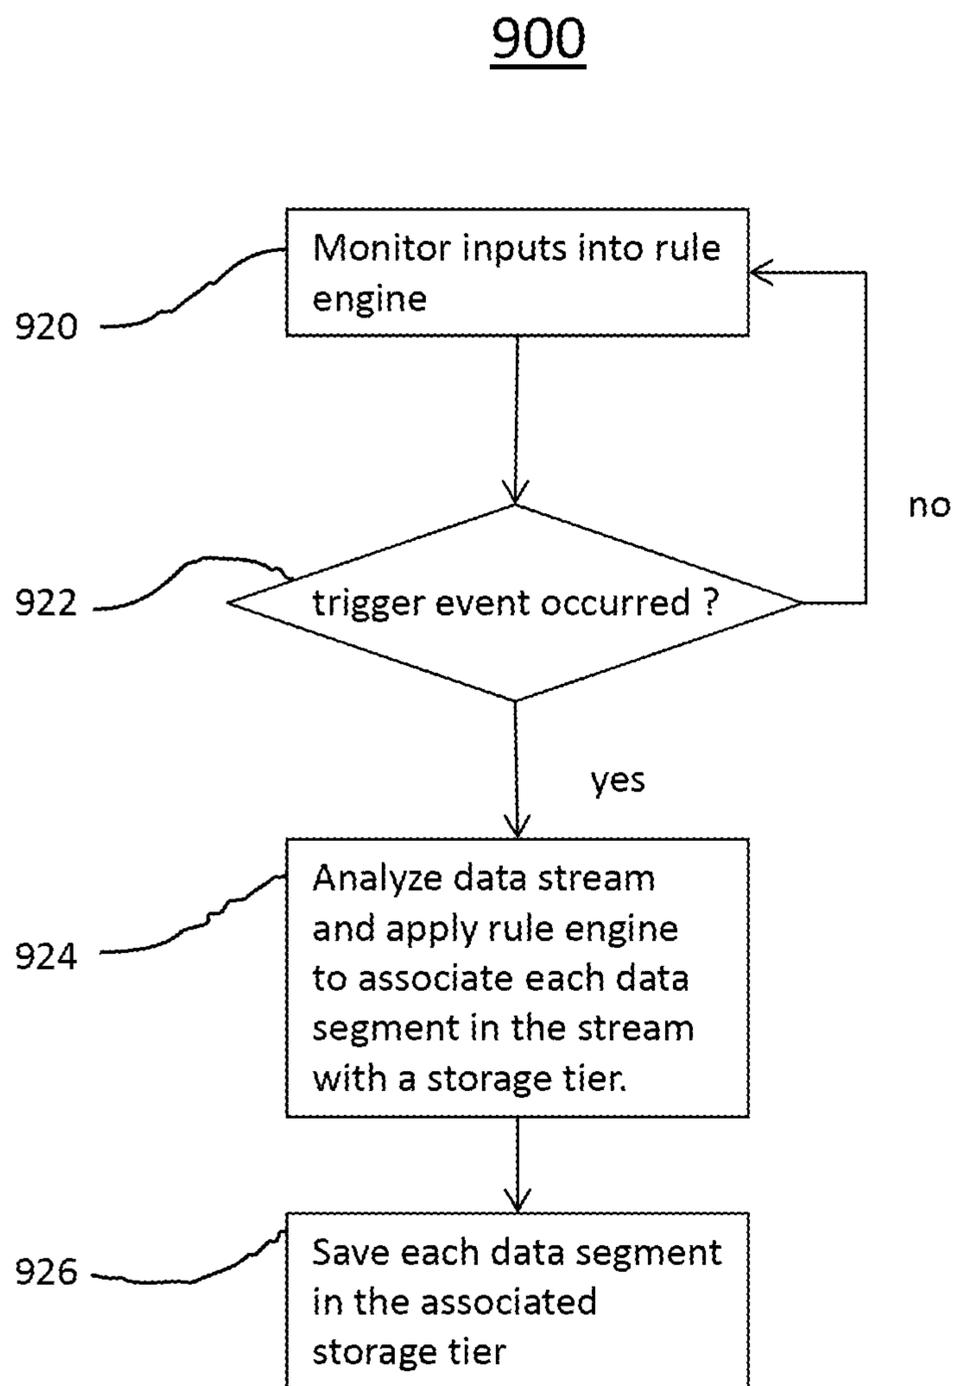 900
Monitor inputs into rule
engine
920
no
922
trigger event occurred ?
yes
Analyze data stream
and apply rule engine
to associate each data
segment in the stream
with a storage tier.
924
Save each data segment
in the associated
storage tier
926